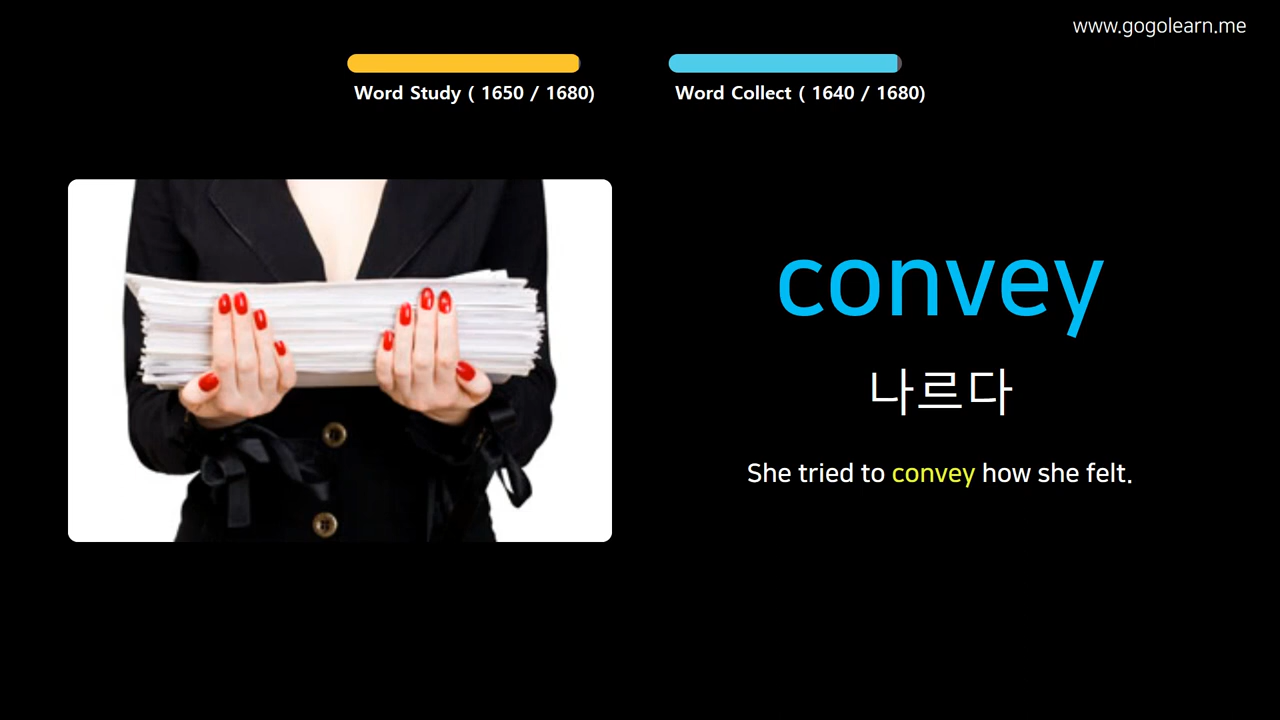 www.gogolearn.me
Word Study ( 1650 / 1680)
Word Collect ( 1640 / 1680)
convey
나르다
She tried to convey how she felt.